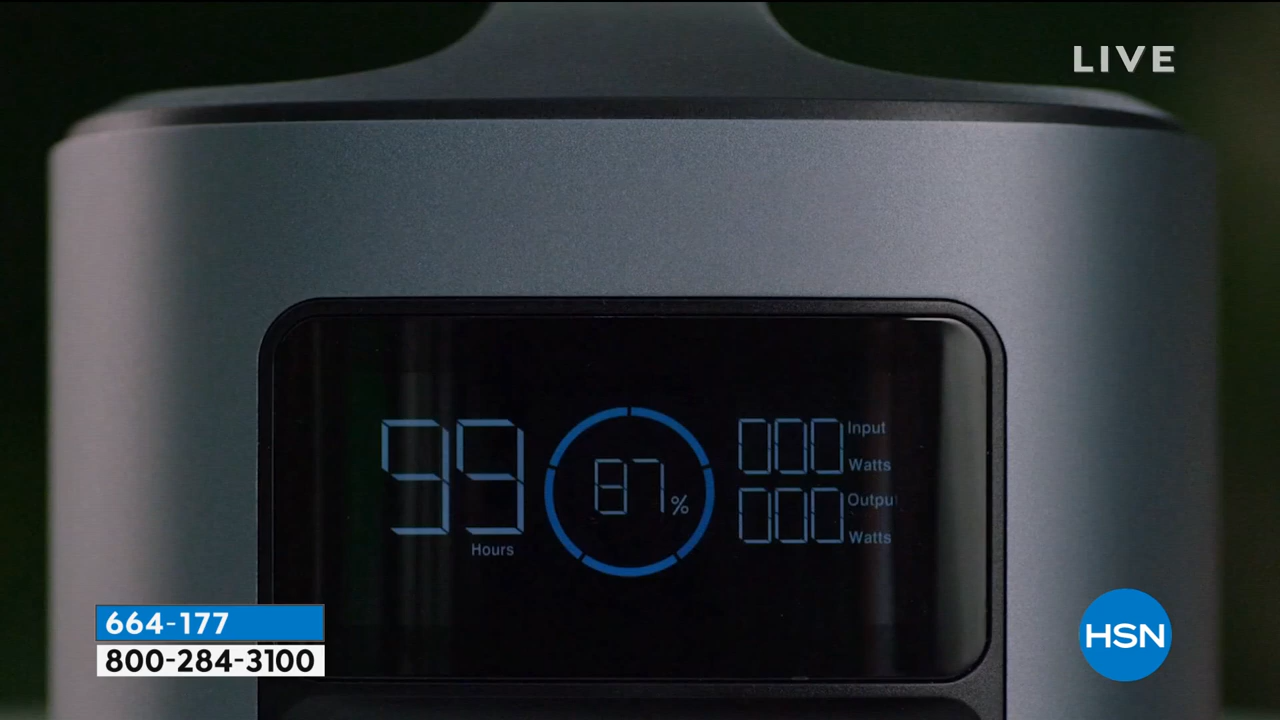 LIVE
99
Hours
87%
000 Input
Watts
000 Output
Watts
664-177
800-284-3100
HSN